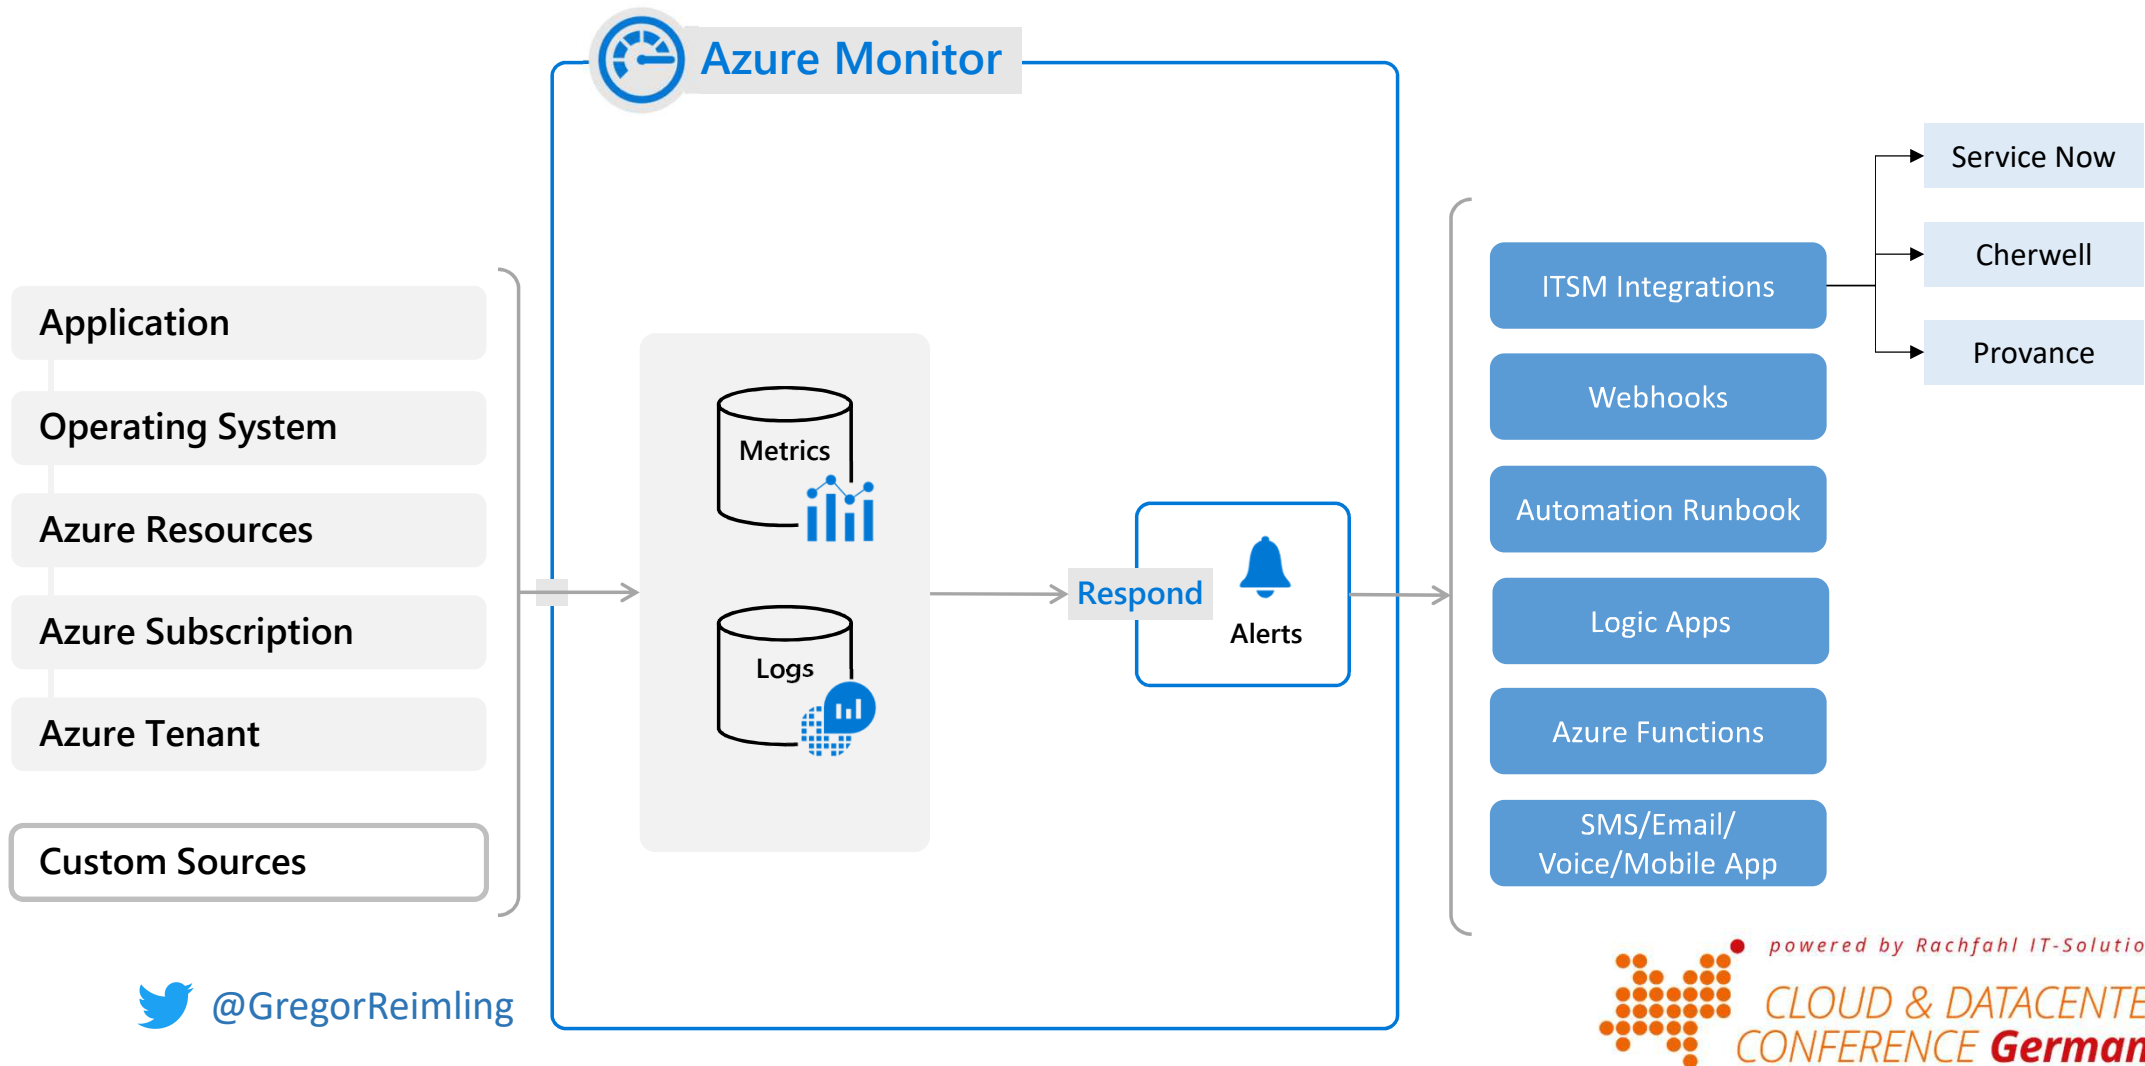 Azure Monitor
Application
Operating System
Azure Resources
Azure Subscription
Azure Tenant
Custom Sources
Metrics
Logs
Respond
Alerts
ITSM Integrations
Webhooks
Automation Runbook
Logic Apps
Azure Functions
SMS/Email/
Voice/Mobile App
Service Now
Cherwell
Provance
@GregorReimling
powered by Rachfahl IT-Solutio
CLOUD & DATACENTE
CONFERENCE German